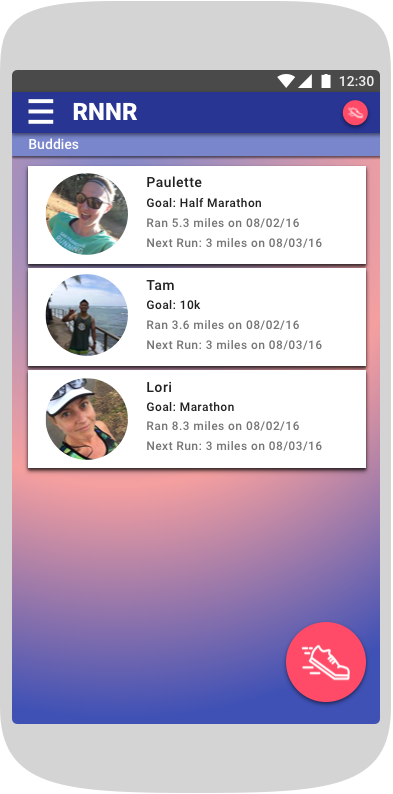 12:30
RNNR
Buddies
Paulette
Goal: Half Marathon
Ran 5.3 miles on 08/02/16
Next Run: 3 miles on 08/03/16
Tam
Goal: 10k
Ran 3.6 miles on 08/02/16
Next Run: 3 miles on 08/03/16
Lori
Goal: Marathon
Ran 8.3 miles on 08/02/16
Next Run: 3 miles on 08/03/16